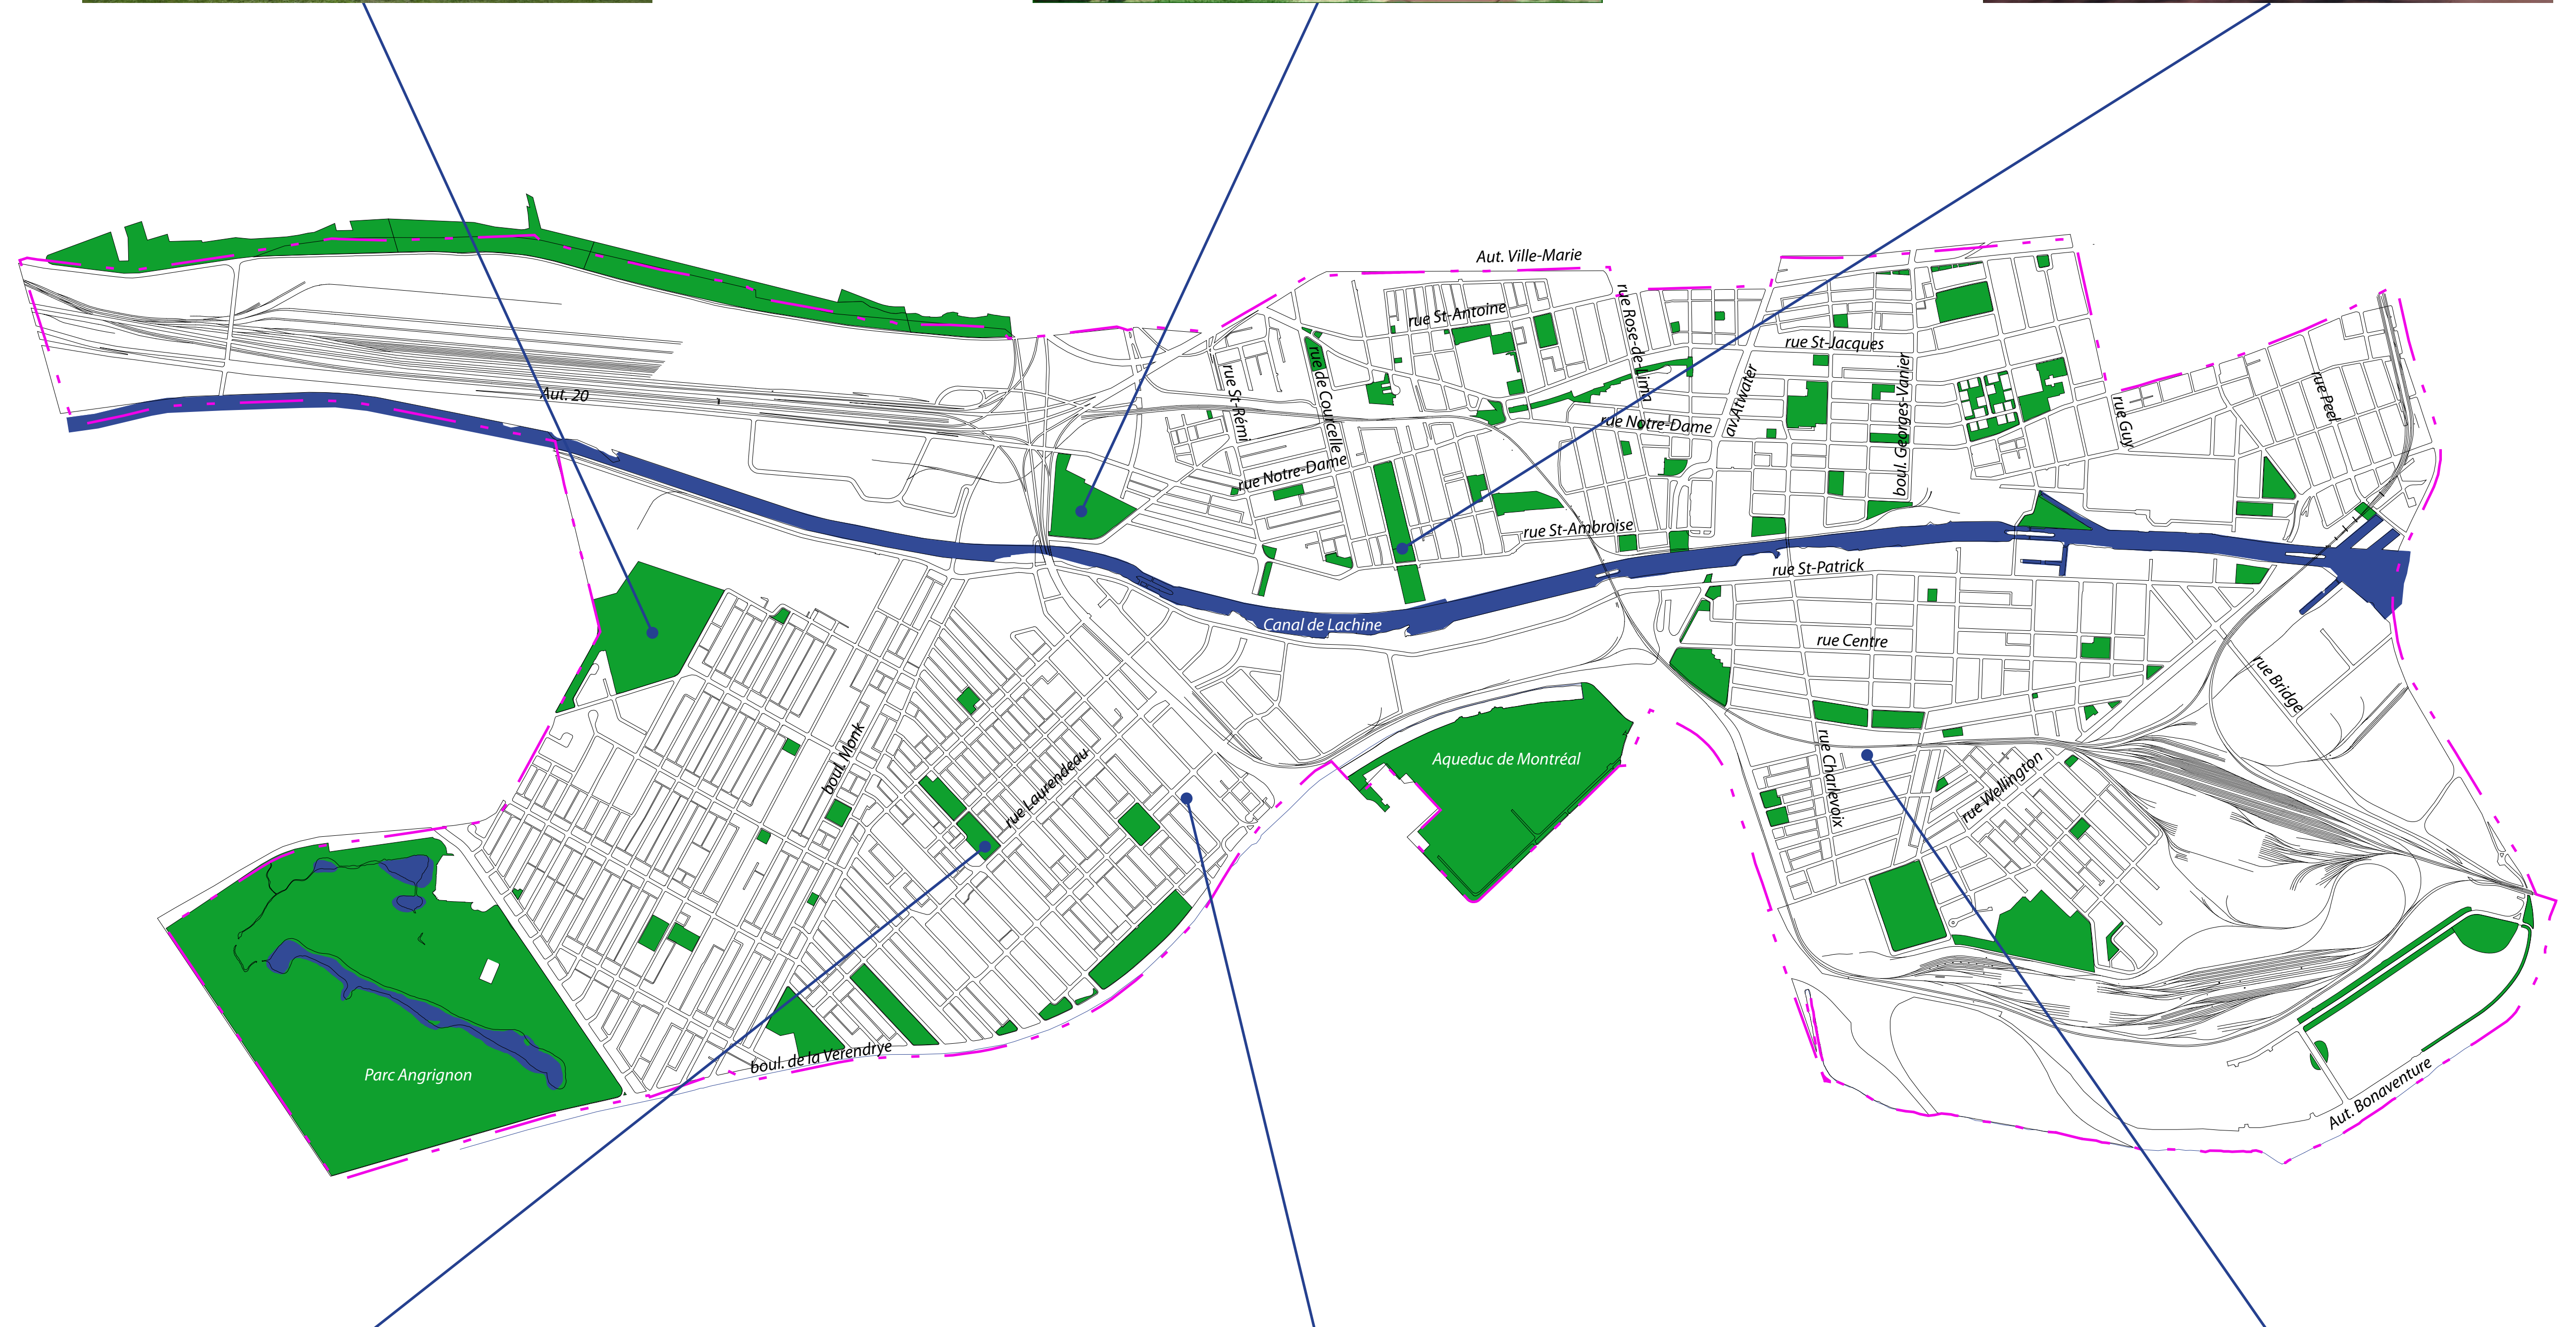 Aut. Ville-Marie
rue St-Antoine
rue Rose-de-Lima
rue St-Jacques
Aut. 20
rue St-Rémi
rue de Courcelle
av.Atwater
boul. Georges-Vanier
rue Guy
rue Peel
rue Notre-Dame
rue Notre-Dame
rue St-Ambroise
rue St-Patrick
Canal de Lachine
rue Centre
rue Bridge
boul. Monk
rue Laurendeau
Aqueduc de Montréal
rue Charlevoix
rue Wellington
Parc Angrignon
boul. de la Verendrye
Aut. Bonaventure